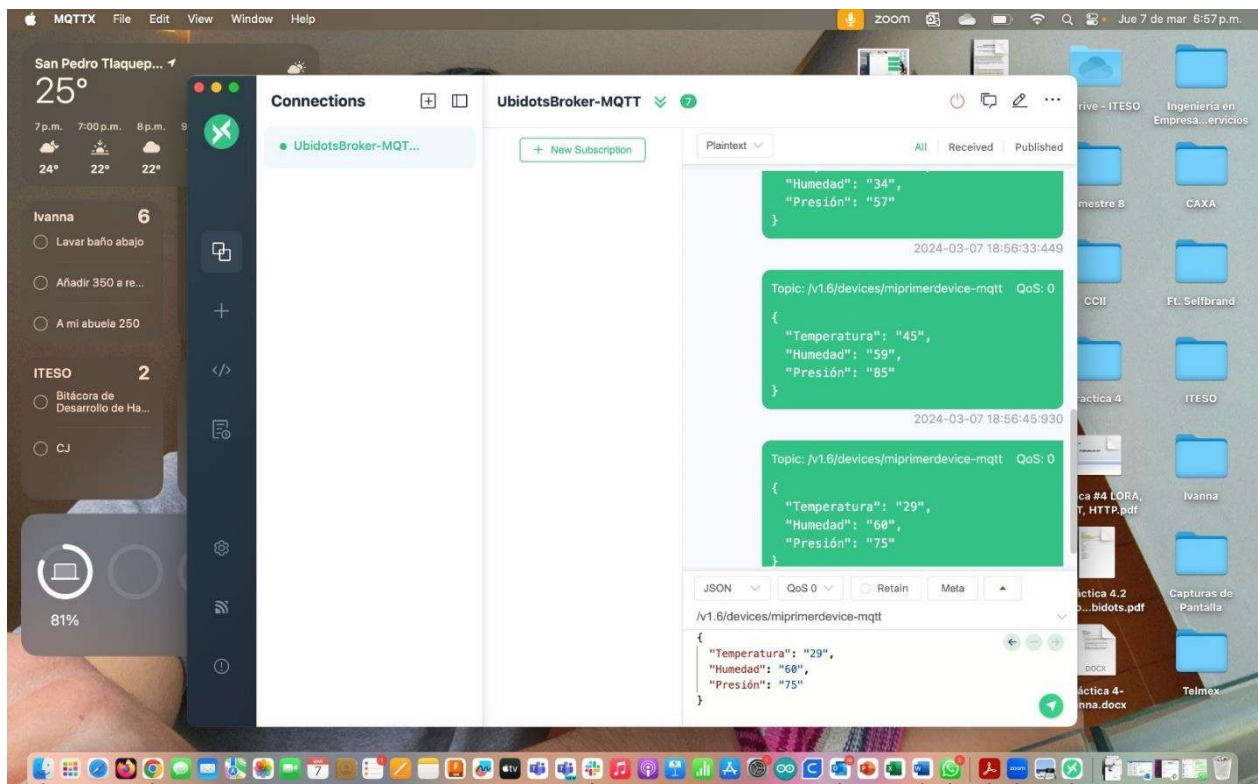 MQTTX File Edit View Window Help
zoom
Jue 7 de mar 6:57 p.m.
San Pedro Tlaquep...
25°
7 p.m. 7:00 p.m. 8 p.m. 9
24° 22° 22°
Ivanna 6
Lavar baño abajo
Añadir 350 a re...
A mi abuela 250
ITESO 2
Bitácora de
Desarrollo de Ha...
CJ
81%
Connections
UbidotsBroker-MQT...
UbidotsBroker-MQTT 7
+ New Subscription
Plaintext
All Received Published
"Humedad": "34",
"Presión": "57"
}
2024-03-07 18:56:33:449
Topic: /v1.6/devices/miprimerdevice-mqtt QoS: 0
{
"Temperatura": "45",
"Humedad": "59",
"Presión": "85"
}
2024-03-07 18:56:45:930
Topic: /v1.6/devices/miprimerdevice-mqtt QoS: 0
{
"Temperatura": "29",
"Humedad": "60",
"Presión": "75"
}
JSON QoS 0 Retain Meta
/v1.6/devices/miprimerdevice-mqtt
{
"Temperatura": "29",
"Humedad": "60",
"Presión": "75"
}
rive - ITESO
Ingeniería en
Empresa...ervicios
mestre 8
CAXA
CCII
Ft. Selfbrand
actica 4
ITESO
ca #4 LORA,
T, HTTP.pdf
Ivanna
áctica 4.2
o...bidots.pdf
Capturas de
Pantalla
DOCX
áctica 4-
nna.docx
Telmex
7
tv
zoom